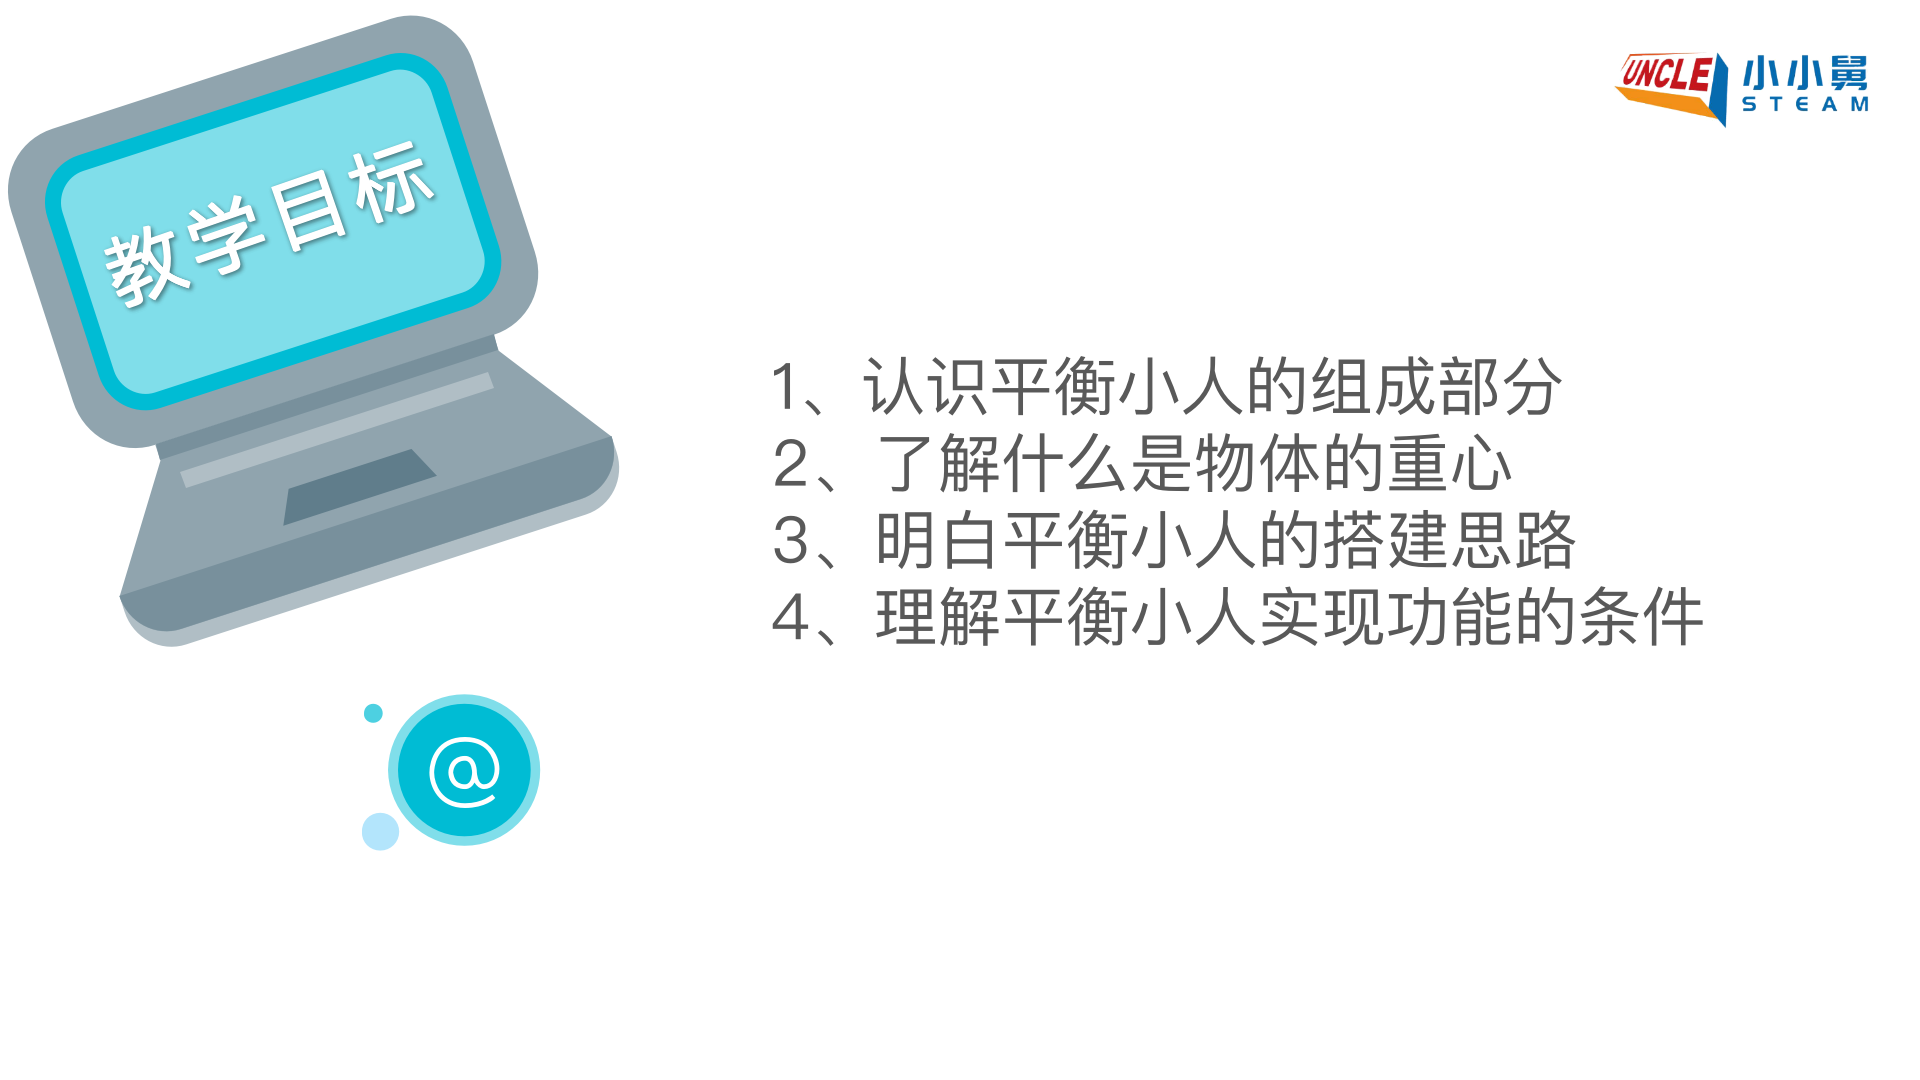 教学目标
UNCLE
小小舅
STEAM
1、认识平衡小人的组成部分
2、了解什么是物体的重心
3、明白平衡小人的搭建思路
4、理解平衡小人实现功能的条件
@